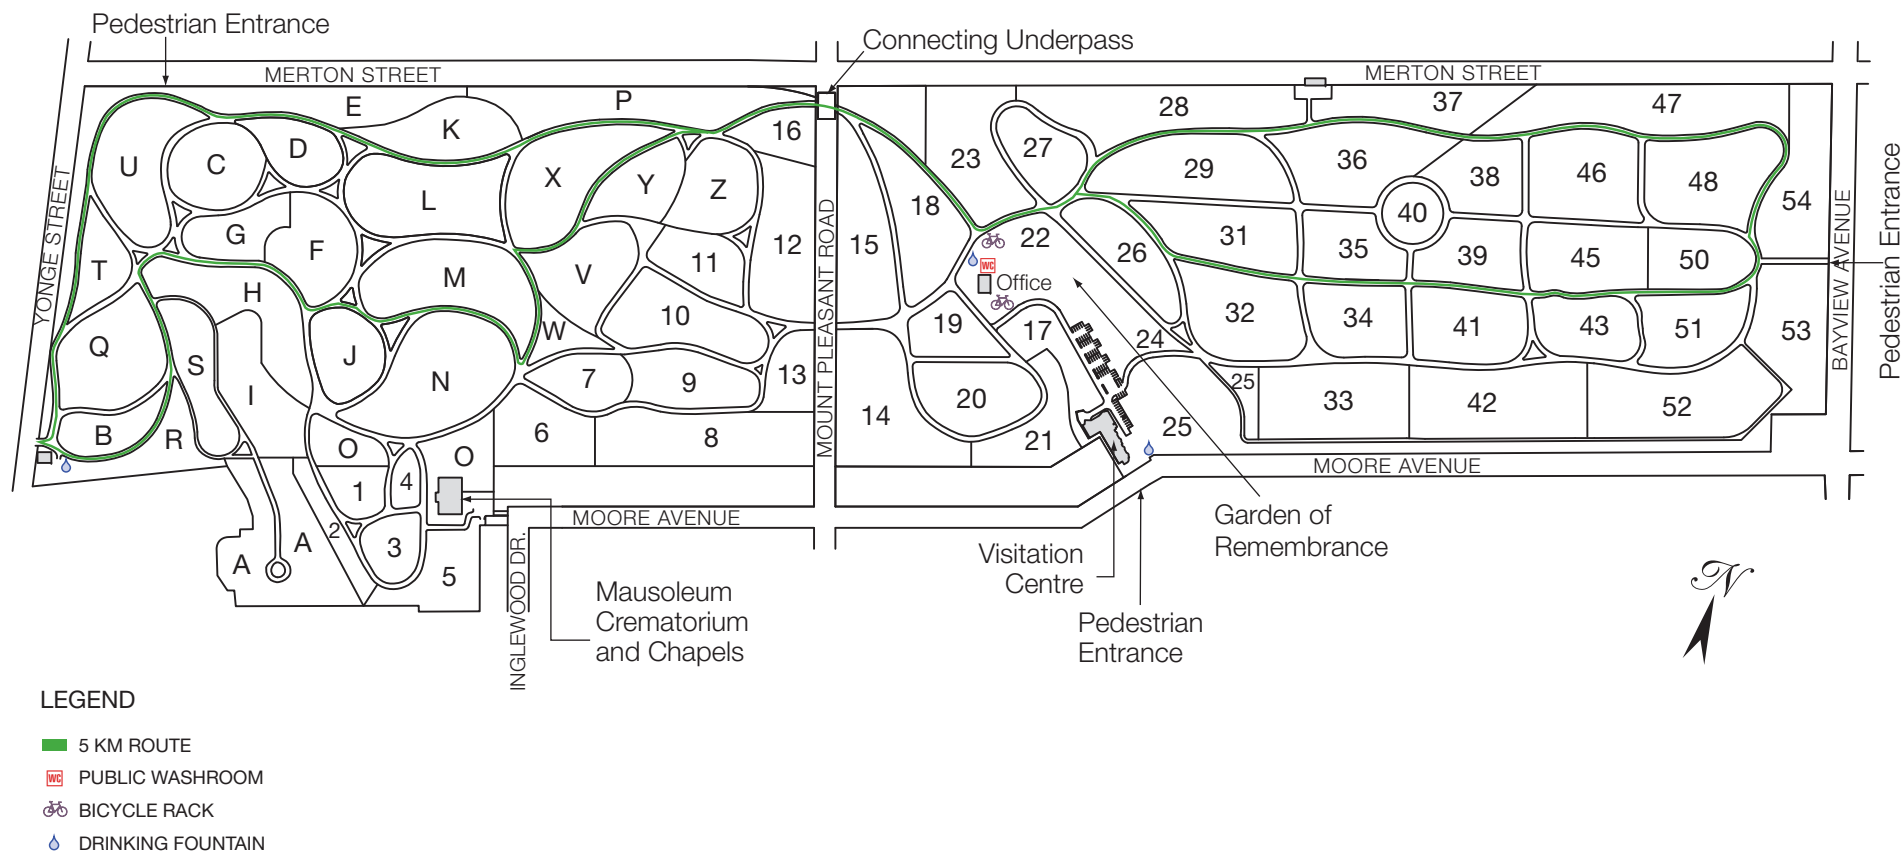 Pedestrian Entrance
Connecting Underpass
MERTON STREET
MERTON STREET
E
P
K
28
37
47
16
U
C
D
X
Y
Z
L
23
27
29
36
38
46
48
54
18
40
G
F
12
15
22
26
31
35
39
45
50
T
H
M
V
11
WC
Office
10
19
17
24
32
34
41
43
51
53
Q
S
J
W
N
7
9
13
I
20
14
25
33
42
52
B
R
O
O
6
8
21
25
1
4
2
3
A
A
5
YONGE STREET
MOUNT PLEASANT ROAD
BAYVIEW AVENUE
Pedestrian Entrance
MOORE AVENUE
MOORE AVENUE
INGLEWOOD DR.
Garden of
Remembrance
Visitation
Centre
Pedestrian
Entrance
Mausoleum
Crematorium
and Chapels
N
LEGEND
5 KM ROUTE
WC PUBLIC WASHROOM
BICYCLE RACK
DRINKING FOUNTAIN